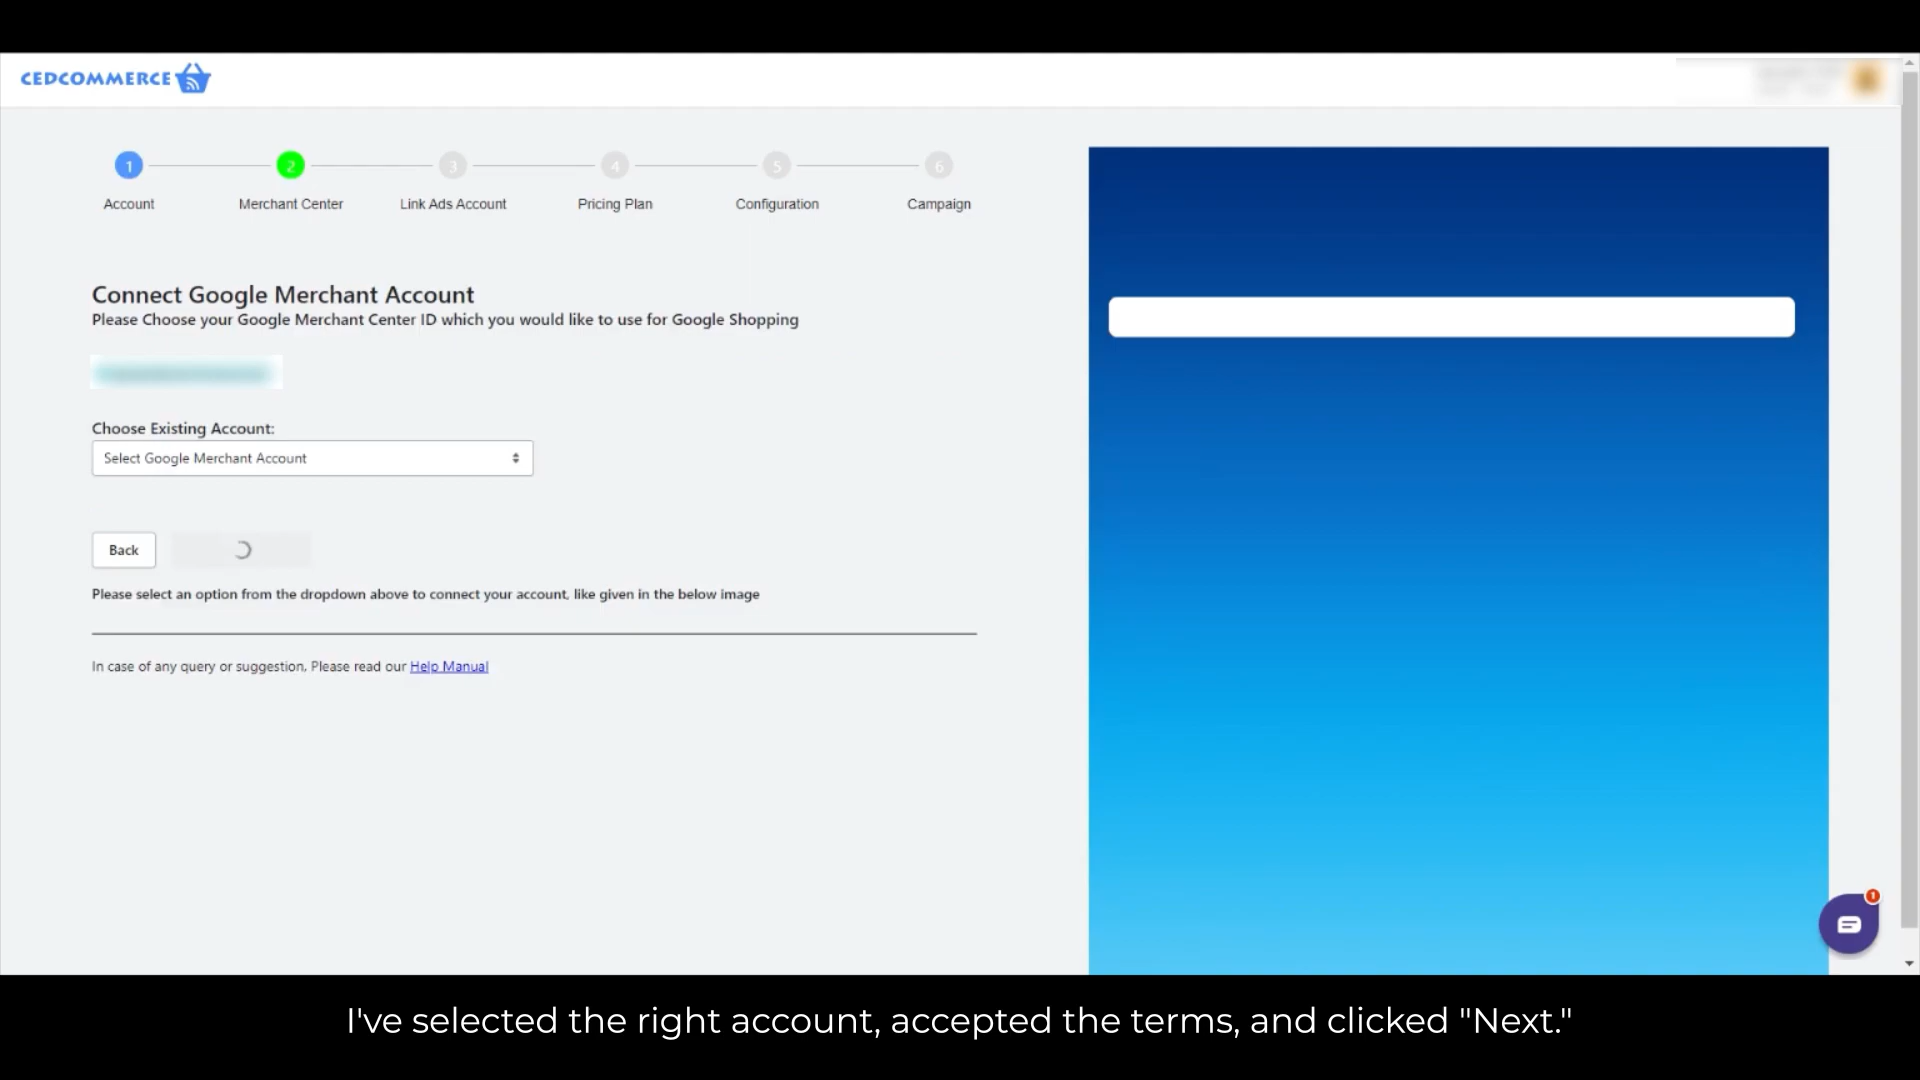 CEDCOMMERCE
1
2
3
4
5
6
Account
Merchant Center
Link Ads Account
Pricing Plan
Configuration
Campaign
Connect Google Merchant Account
Please Choose your Google Merchant Center ID which you would like to use for Google Shopping
Choose Existing Account:
Select Google Merchant Account
Back
Please select an option from the dropdown above to connect your account, like given in the below image
In case of any query or suggestion, Please read our Help Manual
1
I've selected the right account, accepted the terms, and clicked "Next."